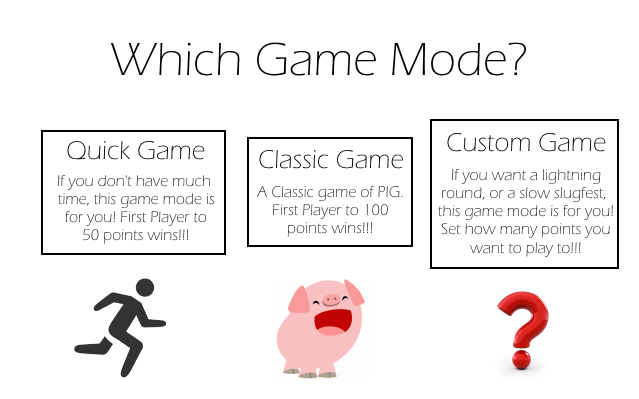 Which Game Mode?
Quick Game
If you don't have much
time, this game mode is
for you! First Player to
50 points wins!!!
Classic Game
A Classic game of PIG.
First Player to 100
points wins!!!
Custom Game
If you want a lightning
round, or a slow slugfest,
this game mode is for you!
Set how many points you
want to play to!!!